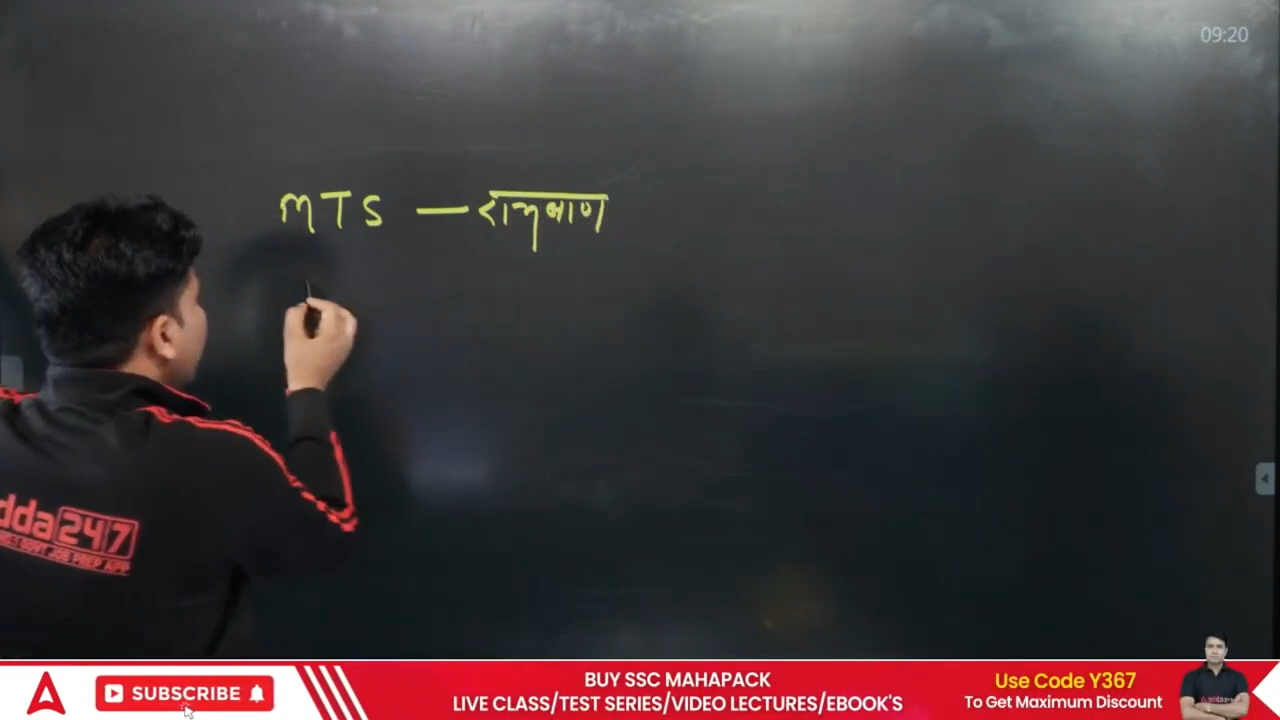 09:20
MTS — रामबाण
dda 247
BUY SSC MAHAPACK
LIVE CLASS/TEST SERIES/VIDEO LECTURES/EBOOK'S
SUBSCRIBE
Use Code Y367
To Get Maximum Discount